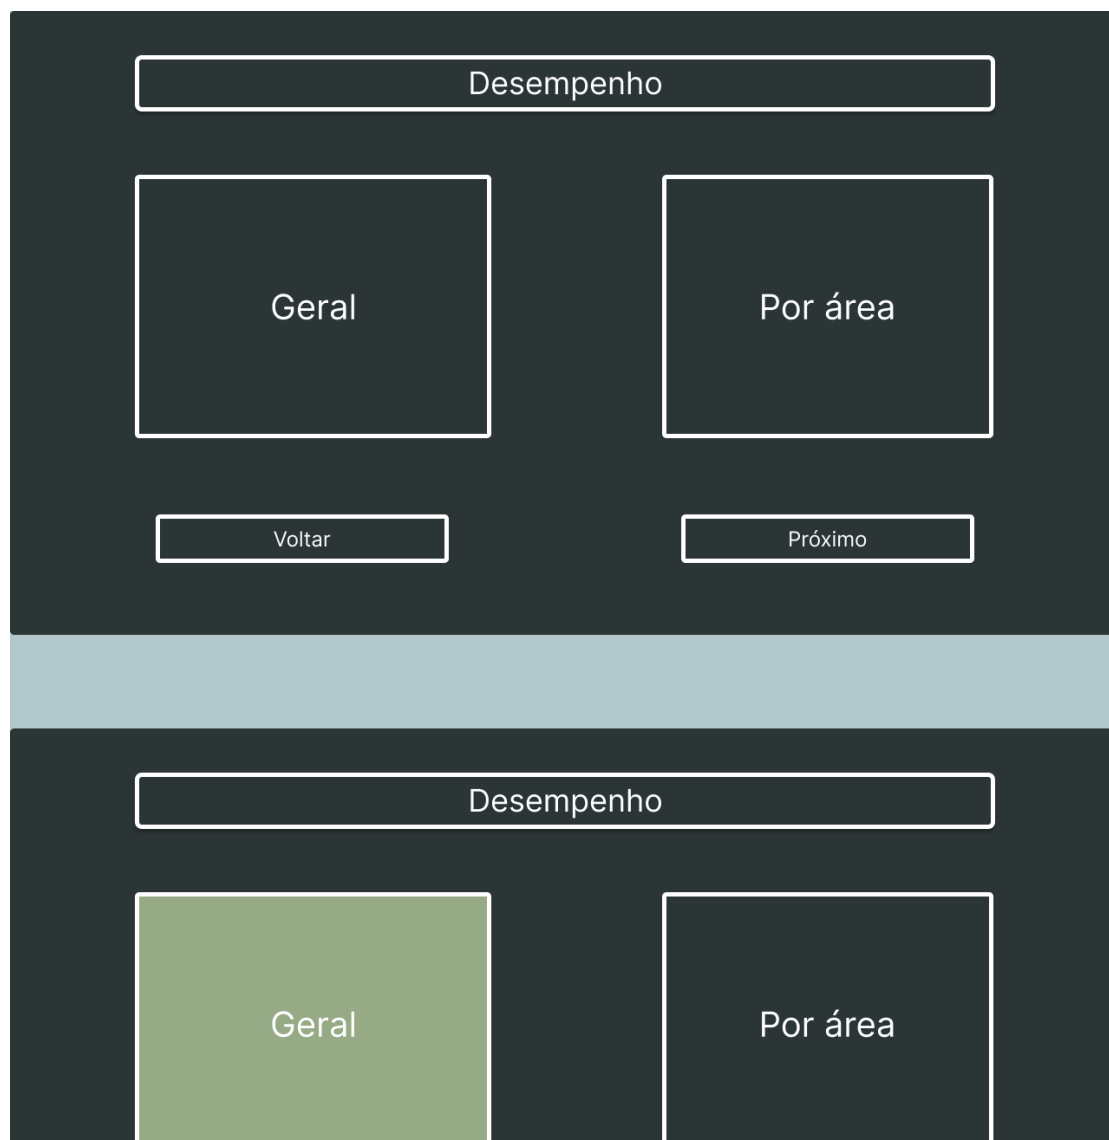 Desempenho
Geral
Por área
Voltar
Próximo
Desempenho
Geral
Por área